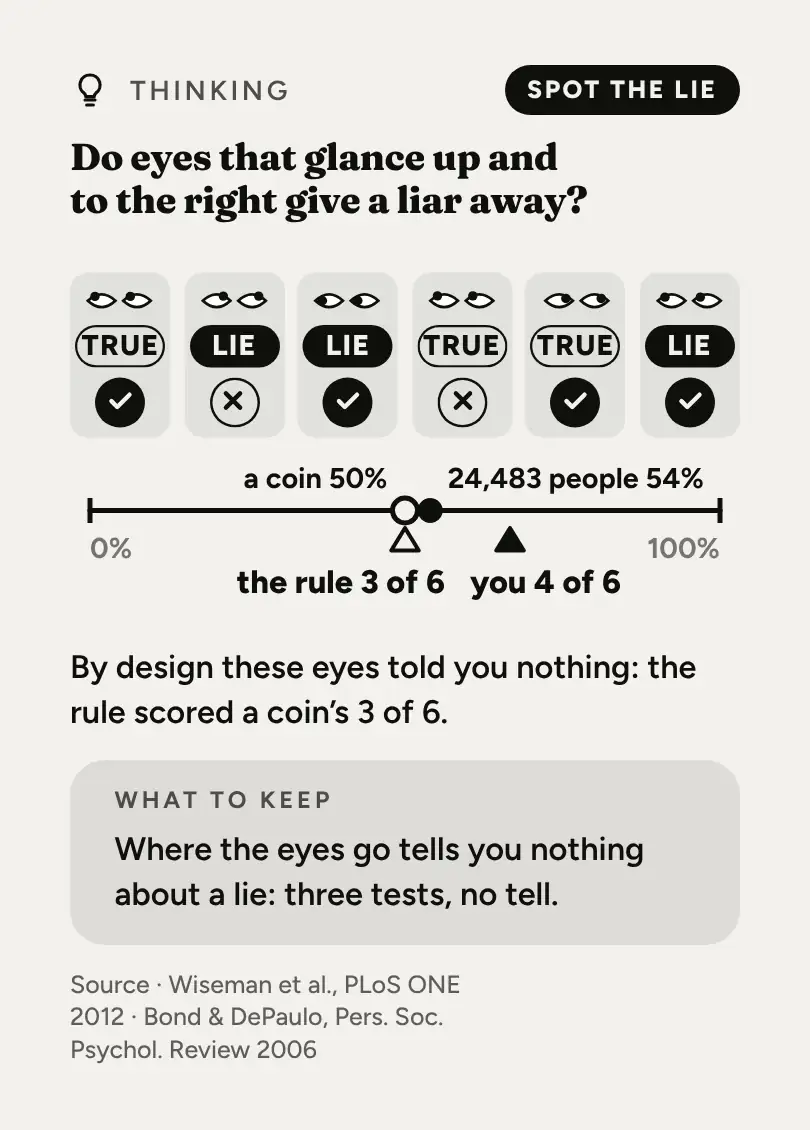 THINKING
SPOT THE LIE
Do eyes that glance up and
to the right give a liar away?
TRUE LIE LIE TRUE TRUE LIE
a coin 50% 24,483 people 54%
0% 100%
the rule 3 of 6 you 4 of 6
By design these eyes told you nothing: the
rule scored a coin’s 3 of 6.
WHAT TO KEEP
Where the eyes go tells you nothing
about a lie: three tests, no tell.
Source · Wiseman et al., PLoS ONE
2012 · Bond & DePaulo, Pers. Soc.
Psychol. Review 2006